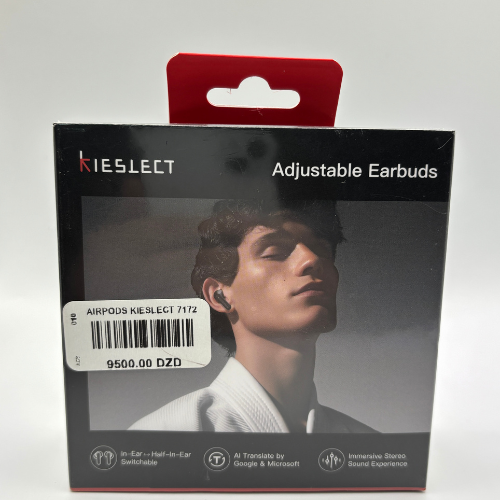 KIESLECT
Adjustable Earbuds
010
AIRPODS KIESLECT 7172
9500.00 DZD
In-Ear↔Half-In-Ear
Switchable
AI Translate by
Google & Microsoft
Immersive Stereo
Sound Experience